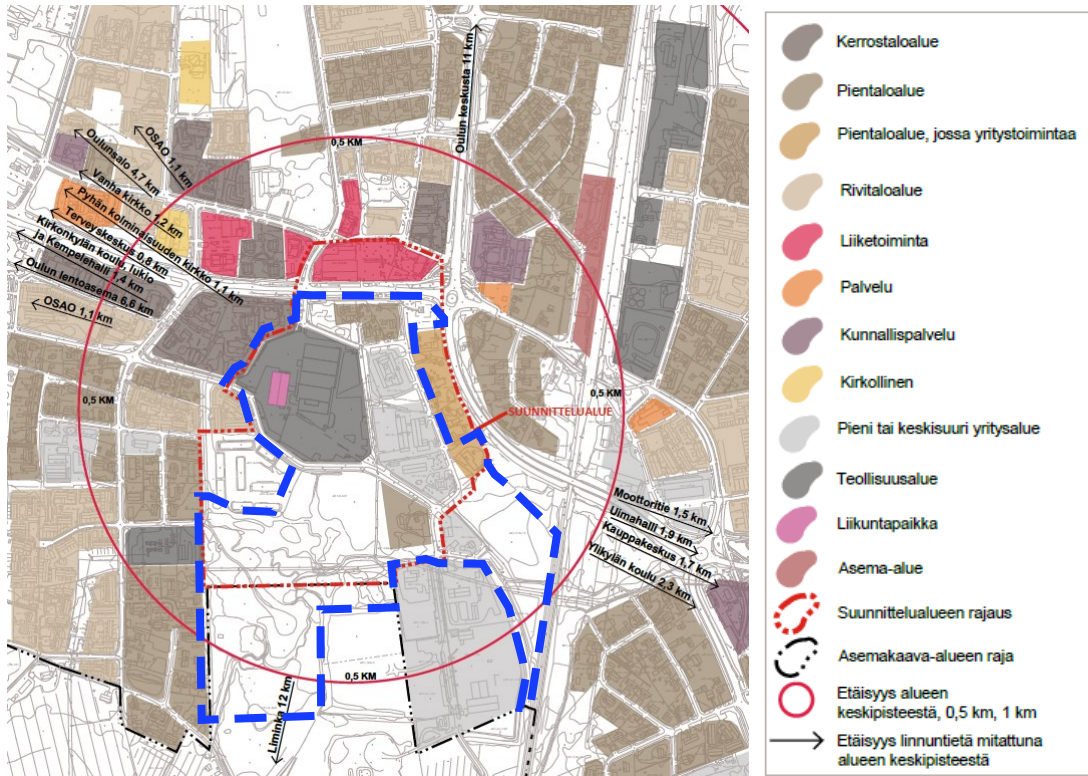 Oulun keskusta 11 km
0,5 KM
OSAO 1,1 km
Oulunsalo 4,7 km
Vanha kirkko 1,2 km
Pyhän kolminaisuuden kirkko 1,1 km
Terveyskeskus 0,8 km
Kirkonkylän koulu, lukio
ja Kempelehalli 1,4 km
Oulun lentoasema 6,6 km
OSAO 1,1 km
0,5 KM
0,5 KM
SUUNNITTELUALUE
Moottoritie 1,5 km
Uimahalli 1,9 km
Kauppakeskus 1,7 km
Ylikylän koulu 2,3 km
0,5 KM
Liminka 12 km
Kerrostaloalue
Pientaloalue
Pientaloalue, jossa yritystoimintaa
Rivitaloalue
Liiketoiminta
Palvelu
Kunnallispalvelu
Kirkollinen
Pieni tai keskisuuri yritysalue
Teollisuusalue
Liikuntapaikka
Asema-alue
Suunnittelualueen rajaus
Asemakaava-alueen raja
Etäisyys alueen
keskipisteestä, 0,5 km, 1 km
Etäisyys linnuntietä mitattuna
alueen keskipisteestä